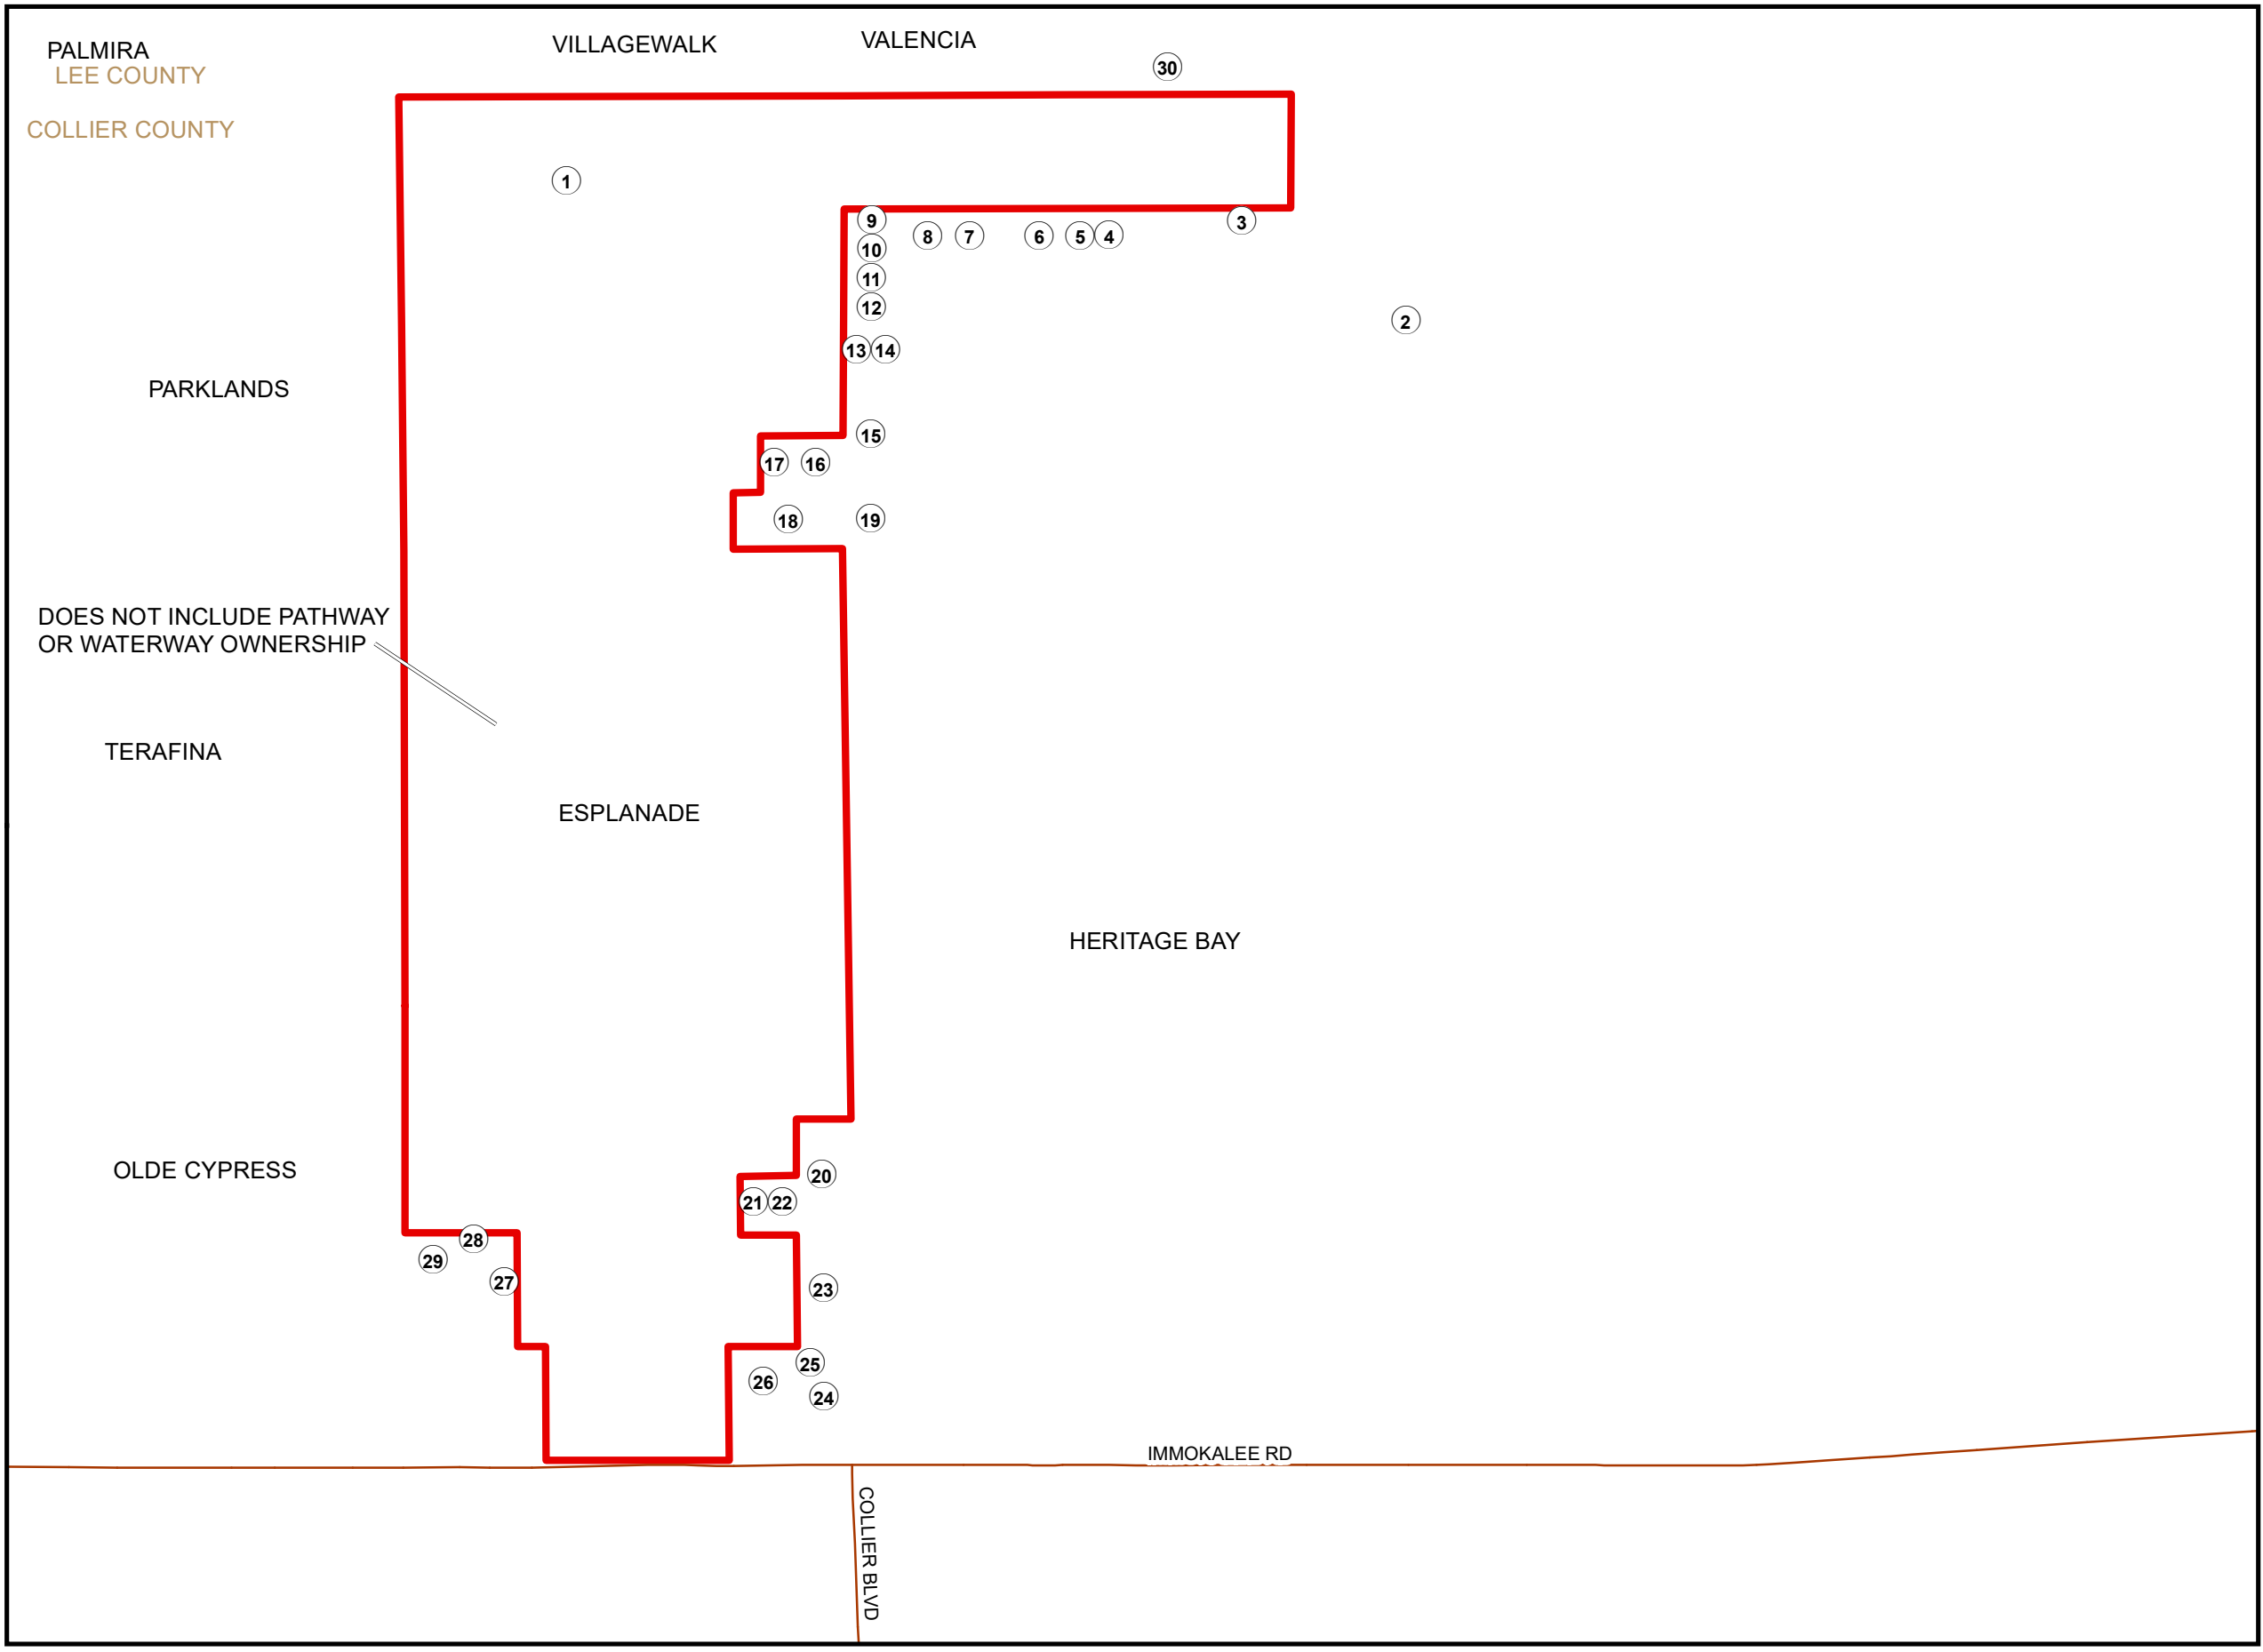 PALMIRA
VILLAGEWALK
VALENCIA
LEE COUNTY
30
COLLIER COUNTY
1
9
8
7
6
5
4
3
10
11
12
2
13
14
PARKLANDS
15
17
16
18
19
DOES NOT INCLUDE PATHWAY
OR WATERWAY OWNERSHIP
TERAFINA
ESPLANADE
HERITAGE BAY
OLDE CYPRESS
20
21
22
28
29
27
23
25
26
24
IMMOKALEE RD
COLLIER BLVD